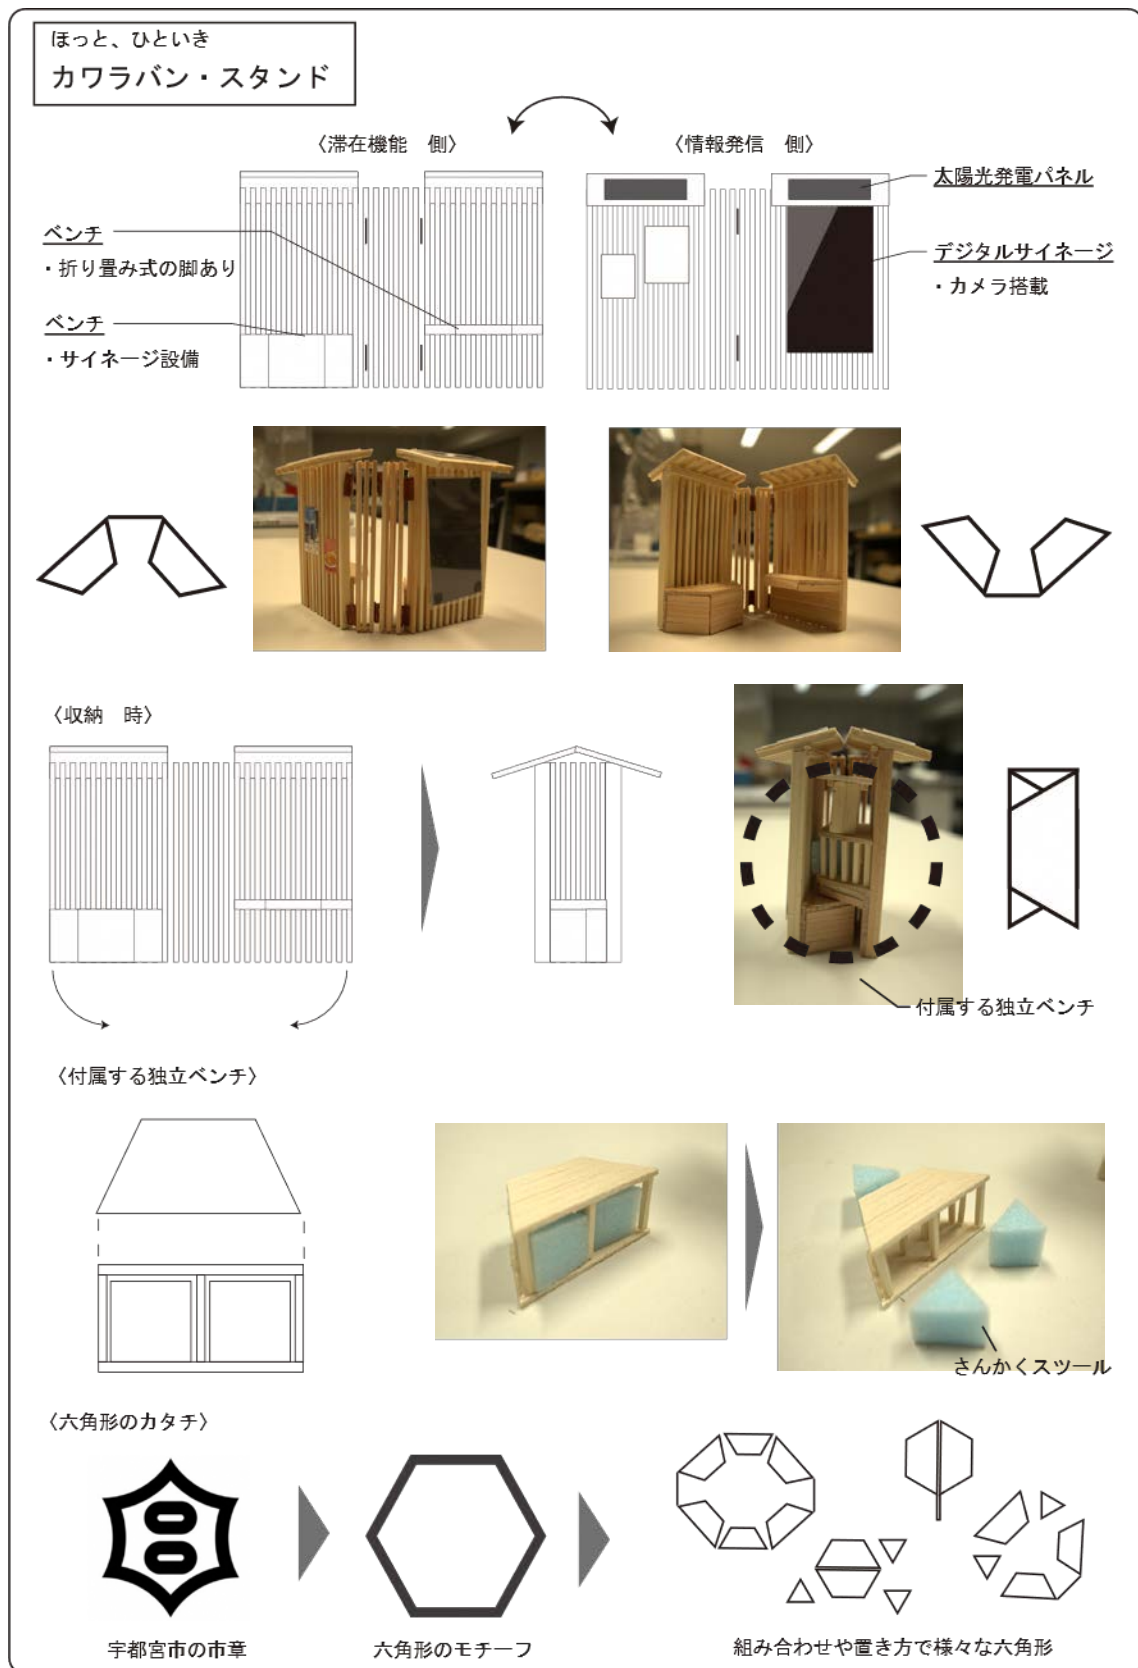 ほっと、ひといき
カワラバン・スタンド
〈滞在機能　側〉
〈情報発信　側〉
太陽光発電パネル
ベンチ
・折り畳み式の脚あり
デジタルサイネージ
・カメラ搭載
ベンチ
・サイネージ設備
〈収納　時〉
付属する独立ベンチ
〈付属する独立ベンチ〉
さんかくスツール
〈六角形のカタチ〉
宇都宮市の市章
六角形のモチーフ
組み合わせや置き方で様々な六角形